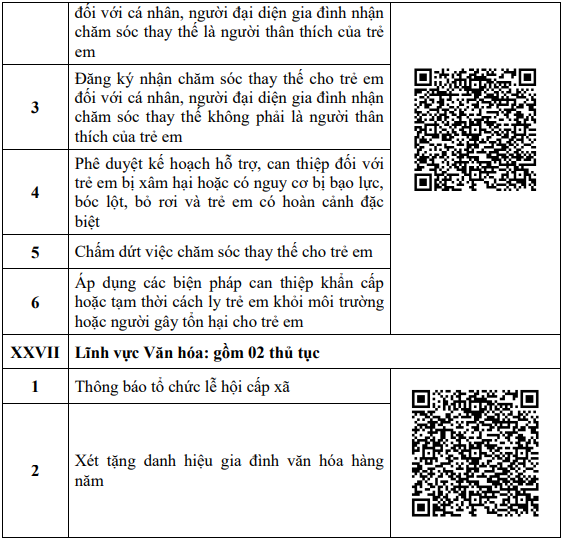 đối với cá nhân, người đại diện gia đình nhận
chăm sóc thay thế là người thân thích của trẻ
em
3
Đăng ký nhận chăm sóc thay thế cho trẻ em
đối với cá nhân, người đại diện gia đình nhận
chăm sóc thay thế không phải là người thân
thích của trẻ em
4
Phê duyệt kế hoạch hỗ trợ, can thiệp đối với
trẻ em bị xâm hại hoặc có nguy cơ bị bạo lực,
bóc lột, bỏ rơi và trẻ em có hoàn cảnh đặc
biệt
5
Chấm dứt việc chăm sóc thay thế cho trẻ em
6
Áp dụng các biện pháp can thiệp khẩn cấp
hoặc tạm thời cách ly trẻ em khỏi môi trường
hoặc người gây tổn hại cho trẻ em
XXVII Lĩnh vực Văn hóa: gồm 02 thủ tục
1
Thông báo tổ chức lễ hội cấp xã
2
Xét tặng danh hiệu gia đình văn hóa hàng
năm